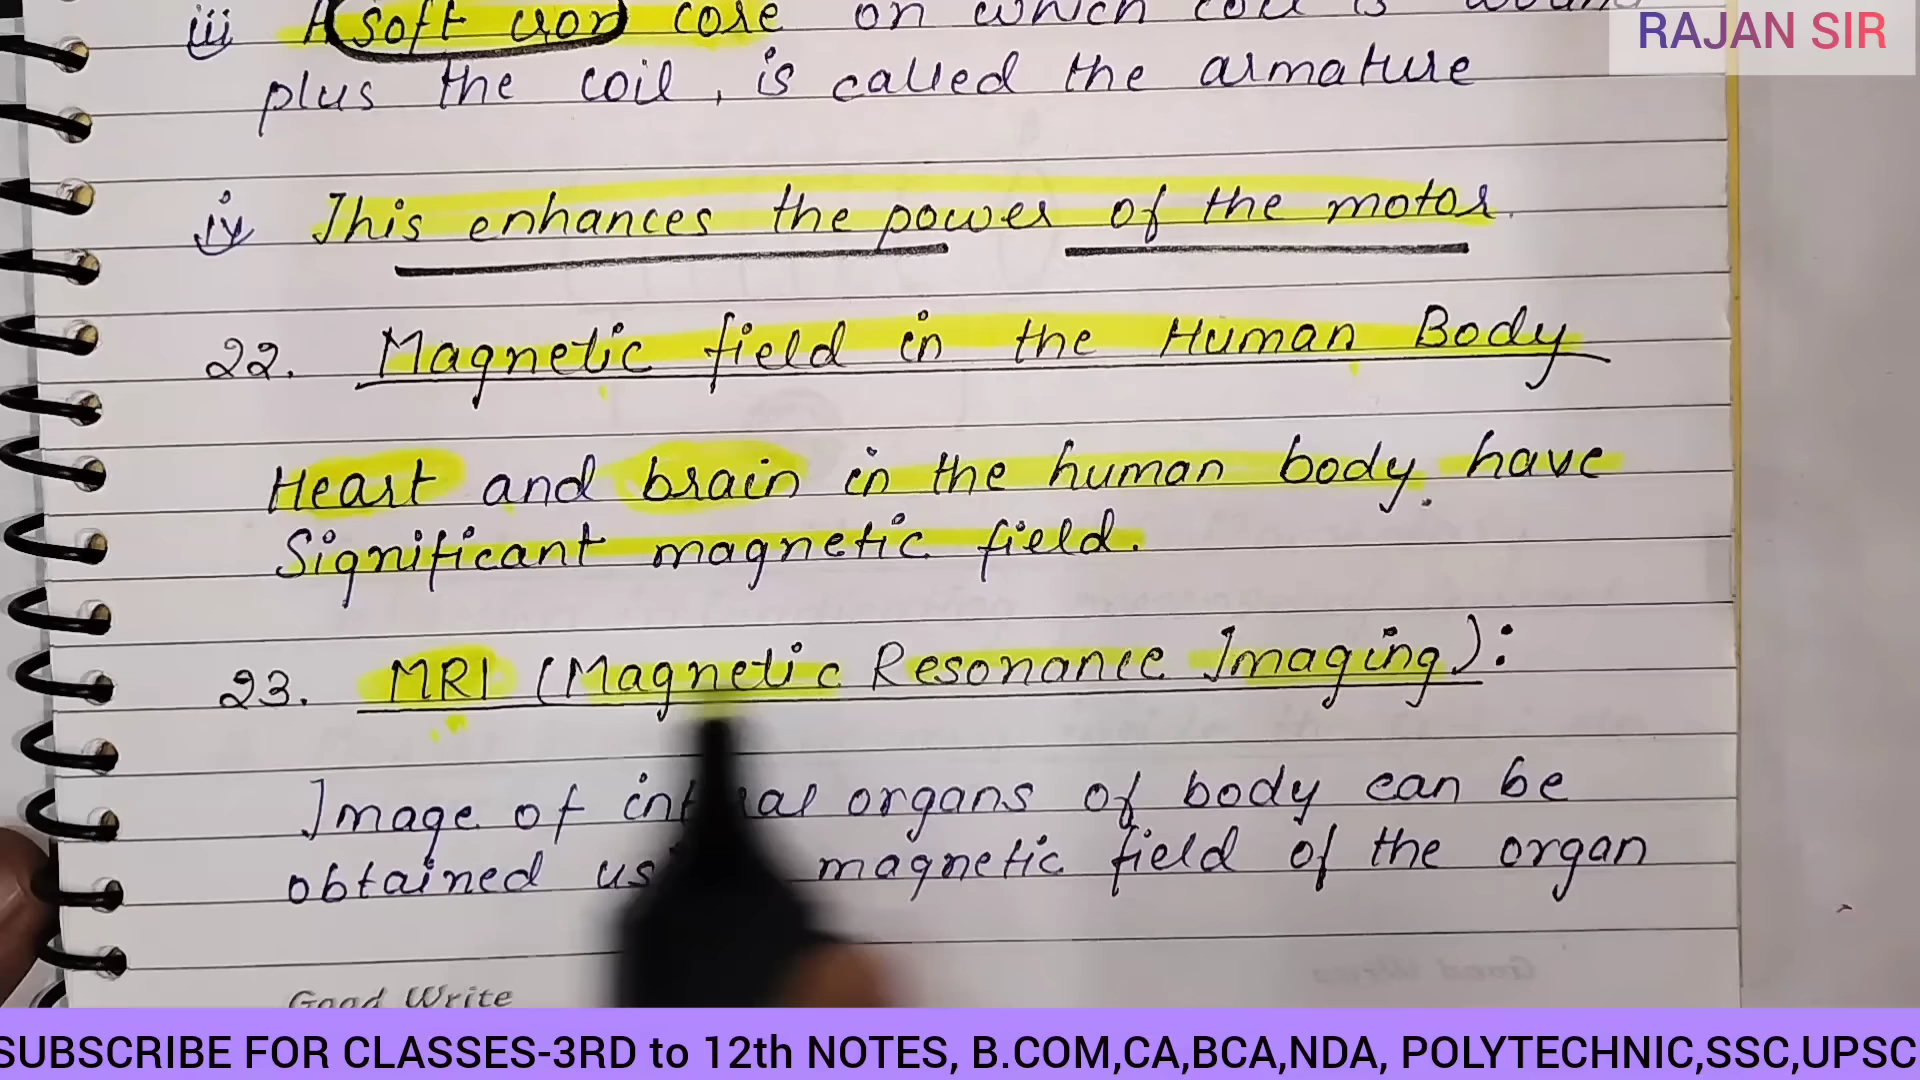 iii A soft iron core on which coil is wound
RAJAN SIR
plus the coil, is called the armature
iv This enhances the power of the motor.
22. Magnetic field in the Human Body
Heart and brain in the human body have
Significant magnetic field.
23. MRI (Magnetic Resonance Imaging):
Image of organs of body can be
obtained magnetic field of the organ
Good Write
SUBSCRIBE FOR CLASSES-3RD to 12th NOTES, B.COM,CA,BCA,NDA, POLYTECHNIC,SSC,UPSC